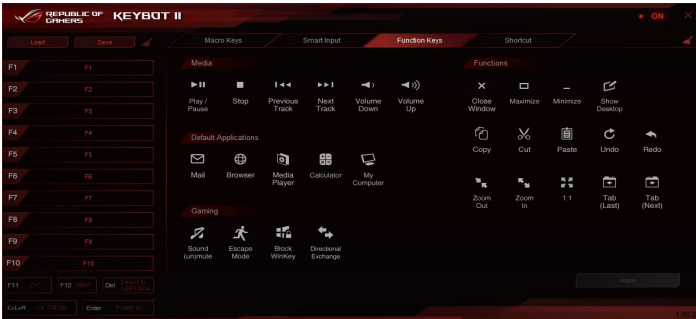 REPUBLIC OF
GAMERS
KEYBOT II
ON
Load
Save
Macro Keys
Smart Input
Function Keys
Shortcut
F1
F1
F2
F2
F3
F3
F4
F4
F5
F5
F6
F6
F7
F7
F8
F8
F9
F9
F10
F10
F11
F12
Del
C+L+R
Enter
Media
Play /
Pause
Stop
Previous
Track
Next
Track
Volume
Down
Volume
Up
Default Applications
Mail
Browser
Media
Player
Calculator
My
Computer
Gaming
Sound
(un)mute
Escape
Mode
Block
WinKey
Directional
Exchange
Functions
Close
Window
Maximize
Minimize
Show
Desktop
Copy
Cut
Paste
Undo
Redo
Zoom
Out
Zoom
In
1:1
Tab
(Last)
Tab
(Next)
Apply